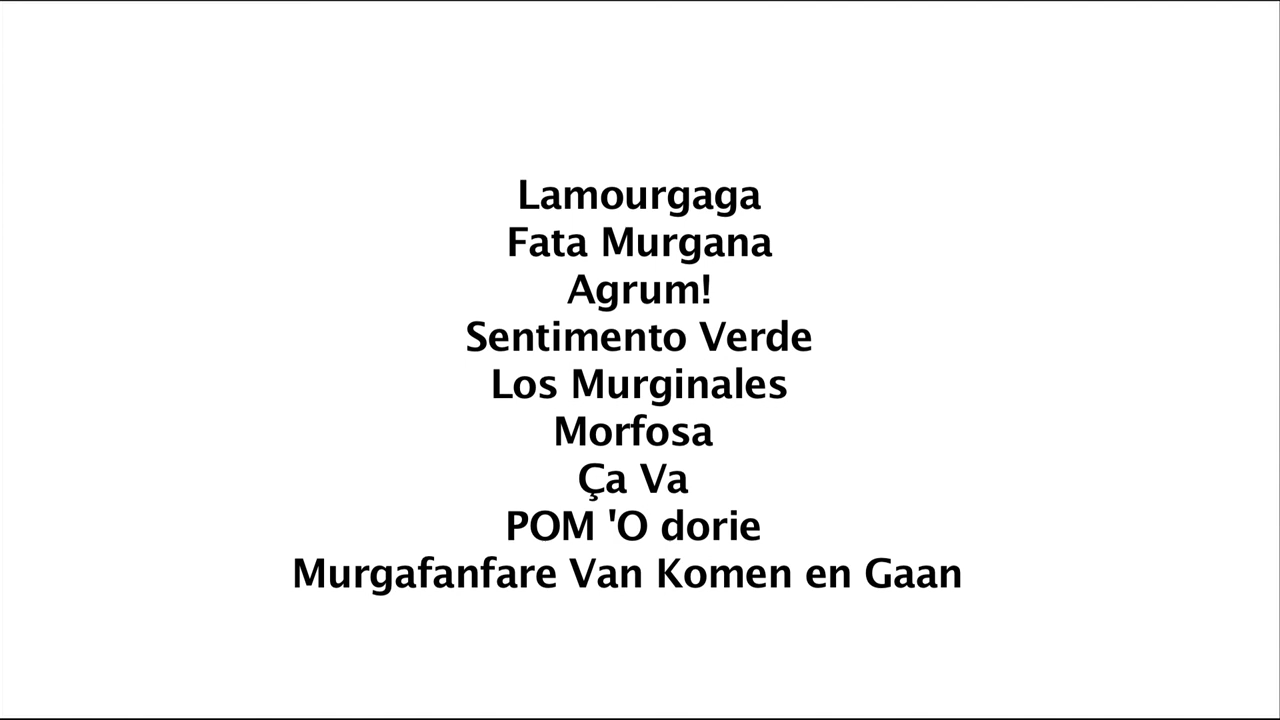 Lamourgaga
Fata Murgana
Agrum!
Sentimento Verde
Los Murginales
Morfosa
Ça Va
POM 'O dorie
Murgafanfare Van Komen en Gaan